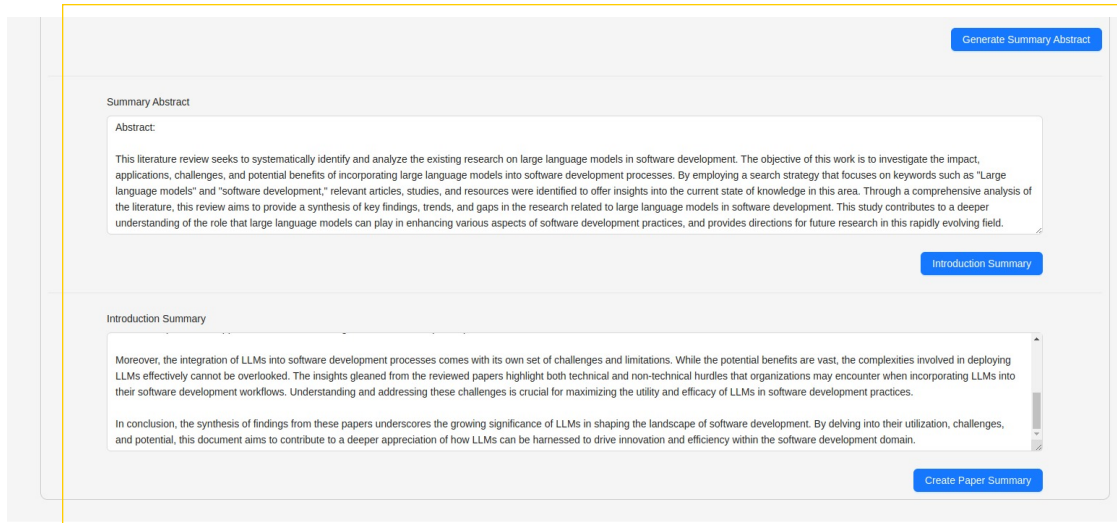 Generate Summary Abstract
Summary Abstract
Abstract:
This literature review seeks to systematically identify and analyze the existing research on large language models in software development. The objective of this work is to investigate the impact,
applications, challenges, and potential benefits of incorporating large language models into software development processes. By employing a search strategy that focuses on keywords such as "Large
language models" and "software development," relevant articles, studies, and resources were identified to offer insights into the current state of knowledge in this area. Through a comprehensive analysis of
the literature, this review aims to provide a synthesis of key findings, trends, and gaps in the research related to large language models in software development. This study contributes to a deeper
understanding of the role that large language models can play in enhancing various aspects of software development practices, and provides directions for future research in this rapidly evolving field.
Introduction Summary
Introduction Summary
Moreover, the integration of LLMs into software development processes comes with its own set of challenges and limitations. While the potential benefits are vast, the complexities involved in deploying
LLMs effectively cannot be overlooked. The insights gleaned from the reviewed papers highlight both technical and non-technical hurdles that organizations may encounter when incorporating LLMs into
their software development workflows. Understanding and addressing these challenges is crucial for maximizing the utility and efficacy of LLMs in software development practices.
In conclusion, the synthesis of findings from these papers underscores the growing significance of LLMs in shaping the landscape of software development. By delving into their utilization, challenges,
and potential, this document aims to contribute to a deeper appreciation of how LLMs can be harnessed to drive innovation and efficiency within the software development domain.
Create Paper Summary